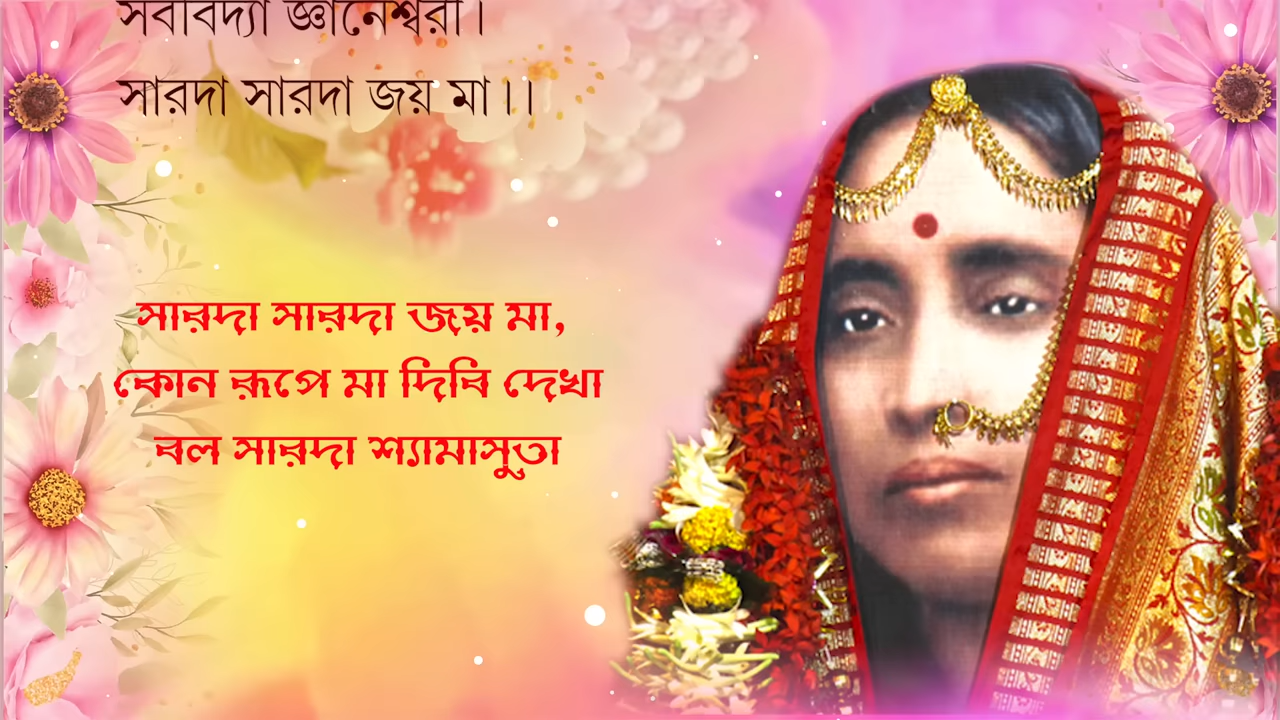 সর্ববিদ্যা জ্ঞানেশ্বরী।
সারদা সারদা জয় মা।।
সারদা সারদা জয় মা,
কোন রূপে মা দিবি দেখা
বল সারদা শ্যামাসুতা